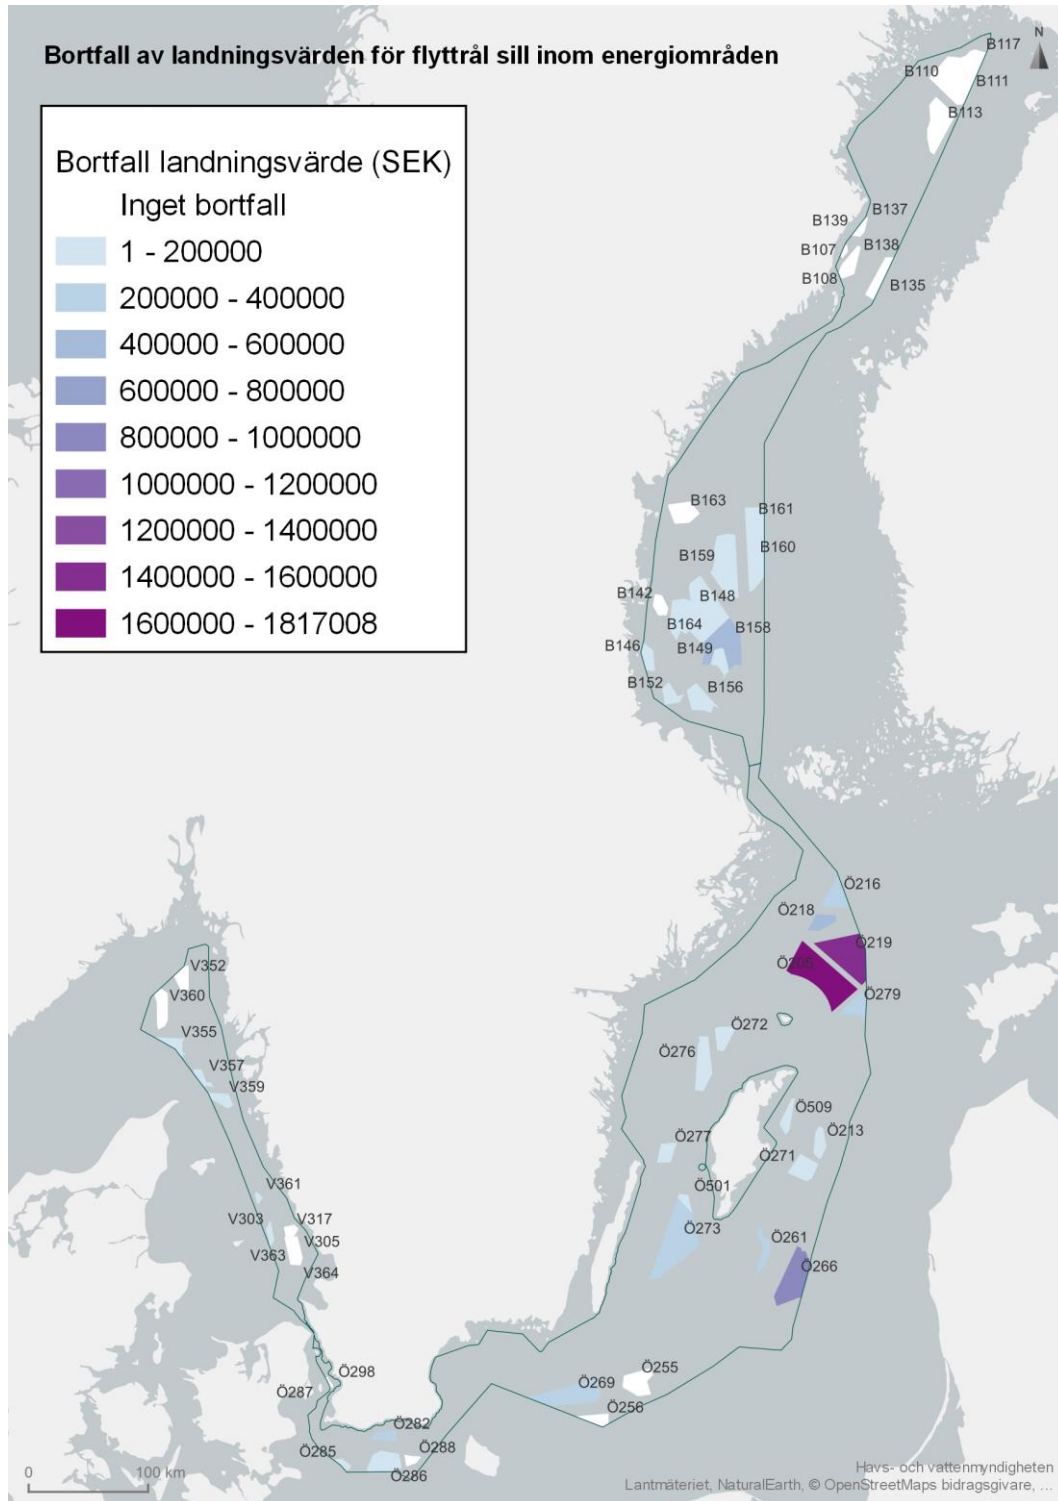 Bortfall av landningsvärden för flyttrål sill inom energiområden
N
Bortfall landningsvärde (SEK)
Inget bortfall
1 - 200000
200000 - 400000
400000 - 600000
600000 - 800000
800000 - 1000000
1000000 - 1200000
1200000 - 1400000
1400000 - 1600000
1600000 - 1817008
B117
B110
B111
B113
B137
B139
B138
B107
B108
B135
B163
B161
B160
B159
B142
B148
B164
B158
B146
B149
B152
B156
Ö216
Ö218
Ö219
Ö205
Ö279
V352
V360
V355
V357
V359
Ö272
Ö276
Ö509
Ö213
Ö277
Ö271
Ö501
V361
V303
V317
V305
V363
V364
Ö273
Ö261
Ö266
Ö298
Ö287
Ö255
Ö269
Ö256
Ö282
Ö285
Ö288
Ö286
0 100 km
Havs- och vattenmyndigheten
Lantmäteriet, NaturalEarth, © OpenStreetMaps bidragsgivare, ...